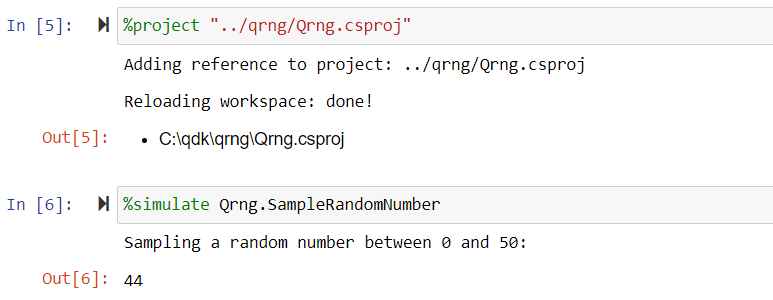 In [5]: %project "../qrng/Qrng.csproj"
Adding reference to project: ../qrng/Qrng.csproj
Reloading workspace: done!
Out[5]: • C:\qdk\qrng\Qrng.csproj
In [6]: %simulate Qrng.SampleRandomNumber
Sampling a random number between 0 and 50:
Out[6]: 44